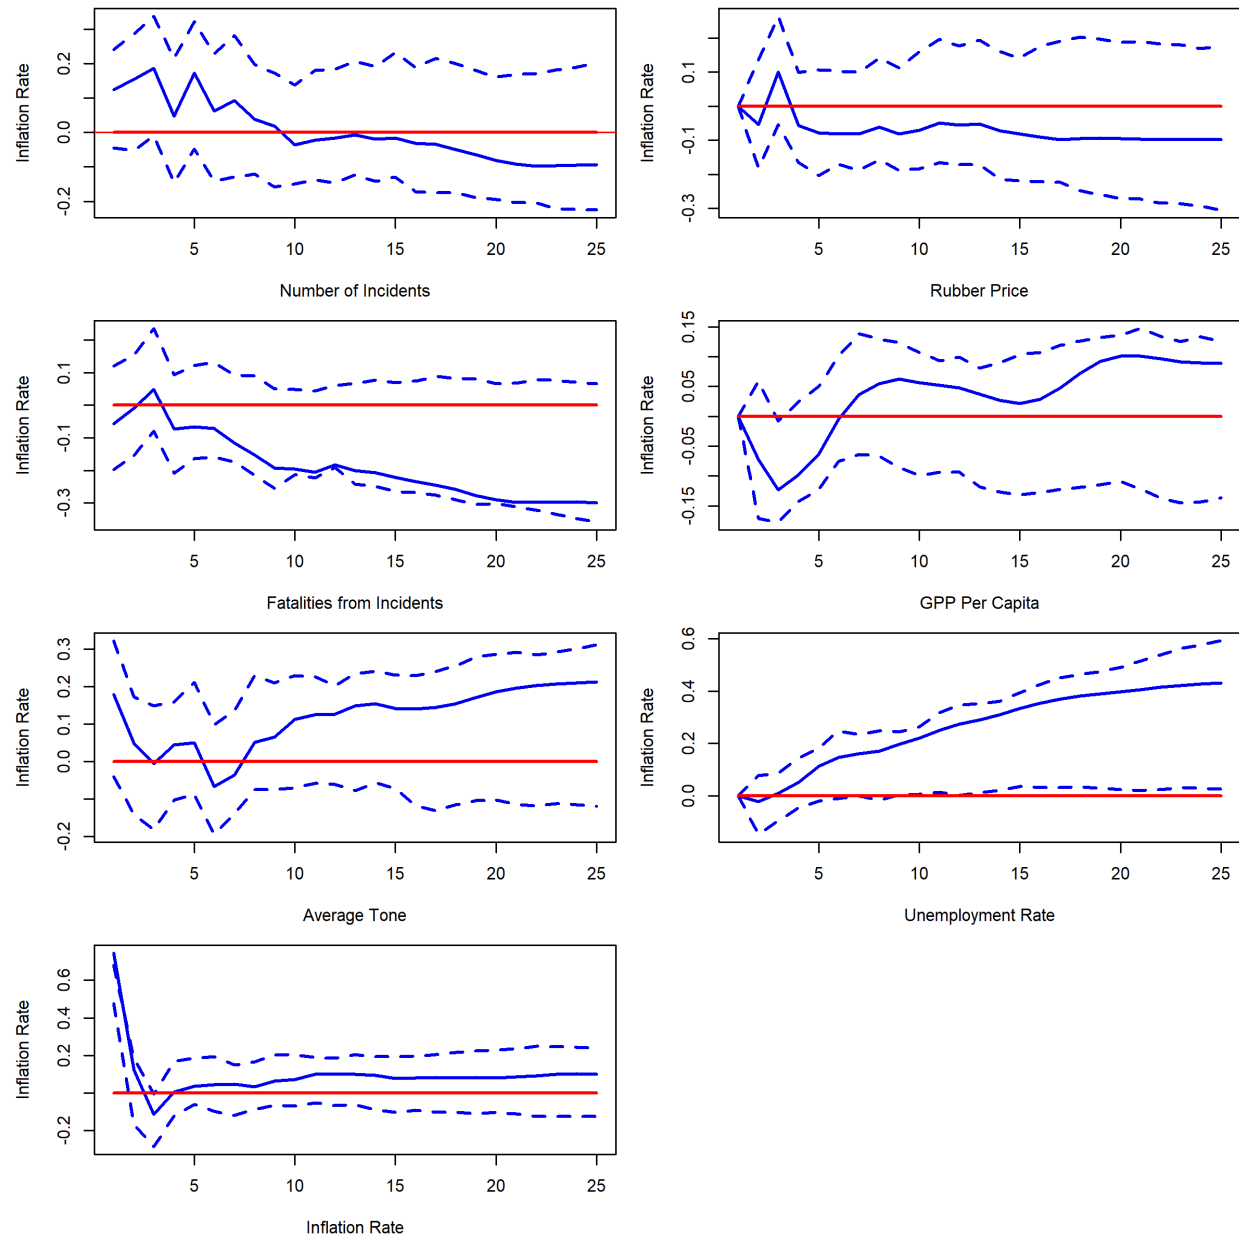 Inflation Rate
0.2
0.0
-0.2
5 10 15 20 25
Number of Incidents
Inflation Rate
0.1
-0.1
-0.3
5 10 15 20 25
Rubber Price
Inflation Rate
0.1
-0.1
-0.3
5 10 15 20 25
Fatalities from Incidents
Inflation Rate
0.15
0.05
-0.05
-0.15
5 10 15 20 25
GPP Per Capita
Inflation Rate
0.3
0.2
0.1
0.0
-0.2
5 10 15 20 25
Average Tone
Inflation Rate
0.6
0.4
0.2
0.0
5 10 15 20 25
Unemployment Rate
Inflation Rate
0.6
0.4
0.2
-0.2
5 10 15 20 25
Inflation Rate